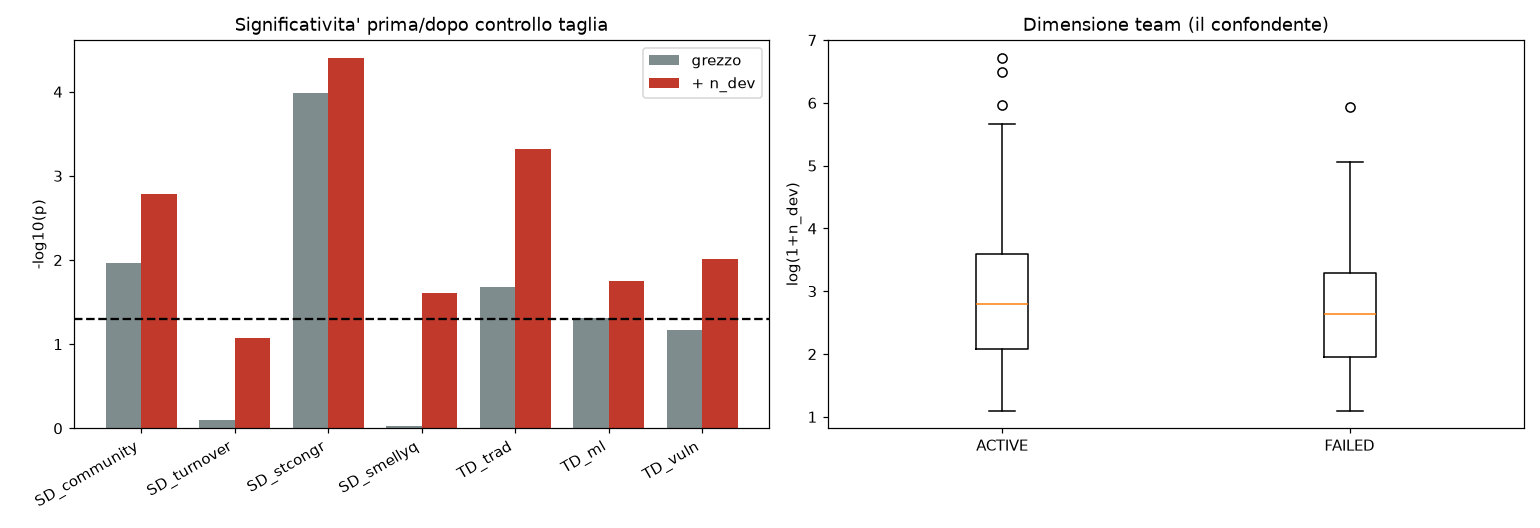 Significativita' prima/dopo controllo taglia
grezzo
+ n_dev
-log10(p)
4
3
2
1
0
SD_community
SD_turnover
SD_stcongr
SD_smellyq
TD_trad
TD_ml
TD_vuln
Dimensione team (il confondente)
log(1+n_dev)
7
6
5
4
3
2
1
ACTIVE
FAILED